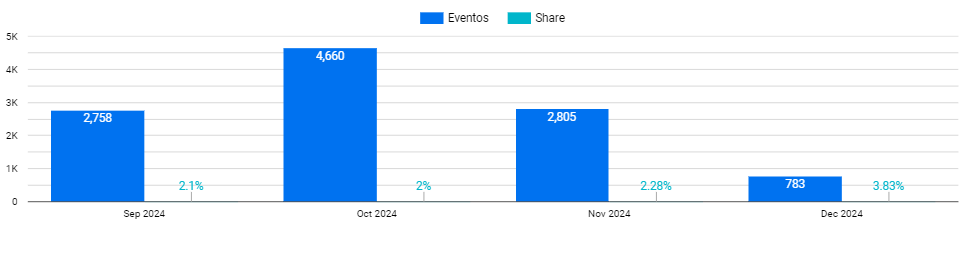 Eventos Share
5K
4K
3K
2K
1K
0
2,758 2.1% 4,660 2% 2,805 2.28% 783 3.83%
Sep 2024 Oct 2024 Nov 2024 Dec 2024